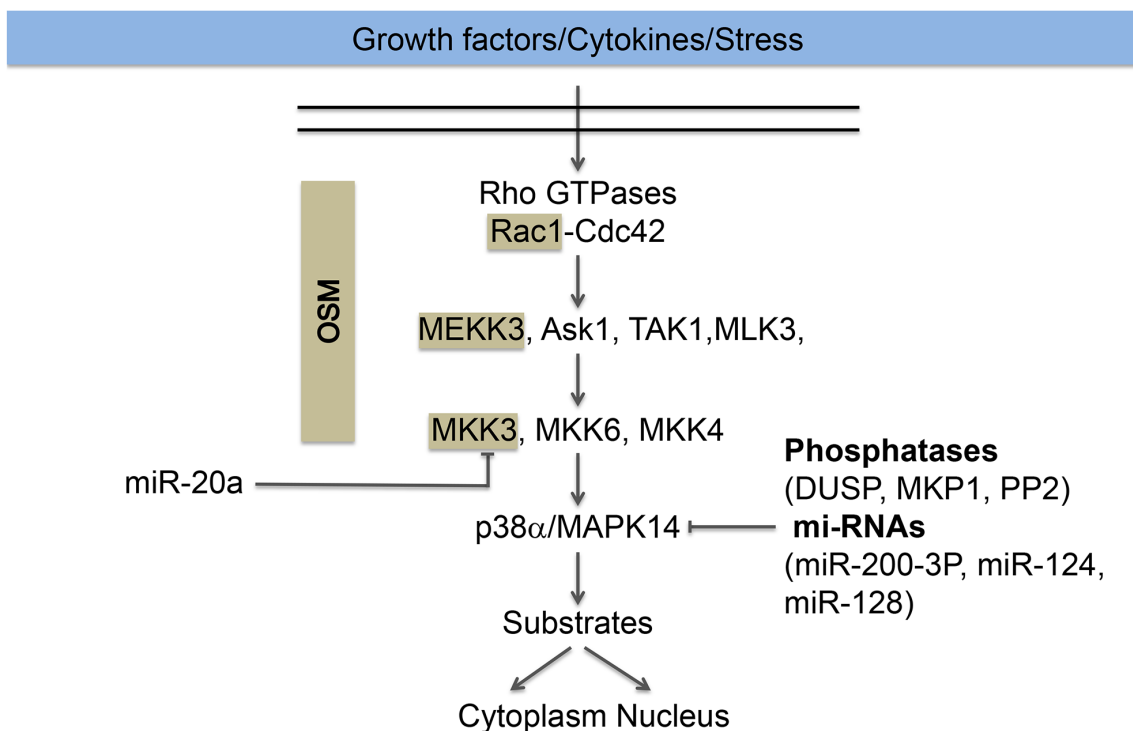 Growth factors/Cytokines/Stress
Rho GTPases
Rac1-Cdc42
OSM
MEKK3, Ask1, TAK1,MLK3,
MKK3, MKK6, MKK4
miR-20a
p38α/MAPK14
Phosphatases
(DUSP, MKP1, PP2)
mi-RNAs
(miR-200-3P, miR-124,
miR-128)
Substrates
Cytoplasm Nucleus